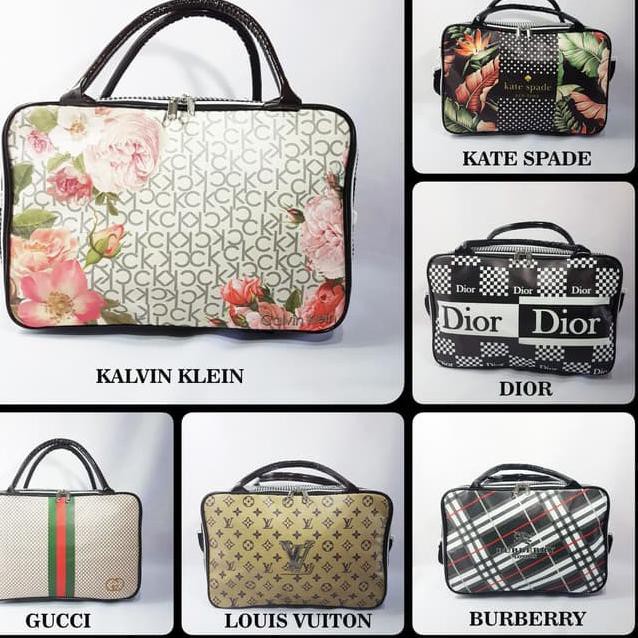 kate spade
NEW YORK
KATE SPADE
Calvin Klein
KALVIN KLEIN
Dior Dior Dior
Dior Dior
DIOR
GUCCI
LV
LOUIS VUITON
BURBERRY
BURBERRY